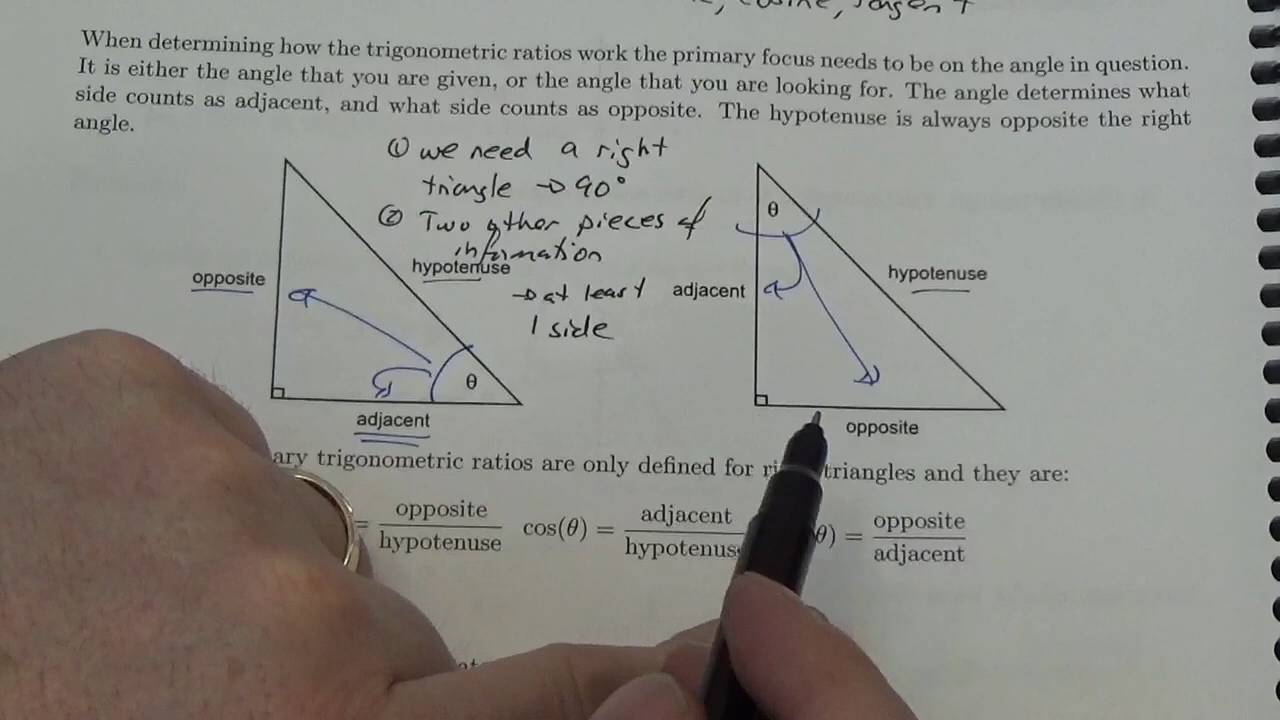 cosine, tangent
When determining how the trigonometric ratios work the primary focus needs to be on the angle in question.
It is either the angle that you are given, or the angle that you are looking for. The angle determines what
side counts as adjacent, and what side counts as opposite. The hypotenuse is always opposite the right
angle.
① we need a right
triangle → 90°
② Two other pieces of
information
→ at least
1 side
opposite
hypotenuse
θ
adjacent
θ
adjacent
hypotenuse
opposite
ary trigonometric ratios are only defined for ri triangles and they are:
= opposite / hypotenuse cos(θ) = adjacent / hypotenus θ) = opposite / adjacent